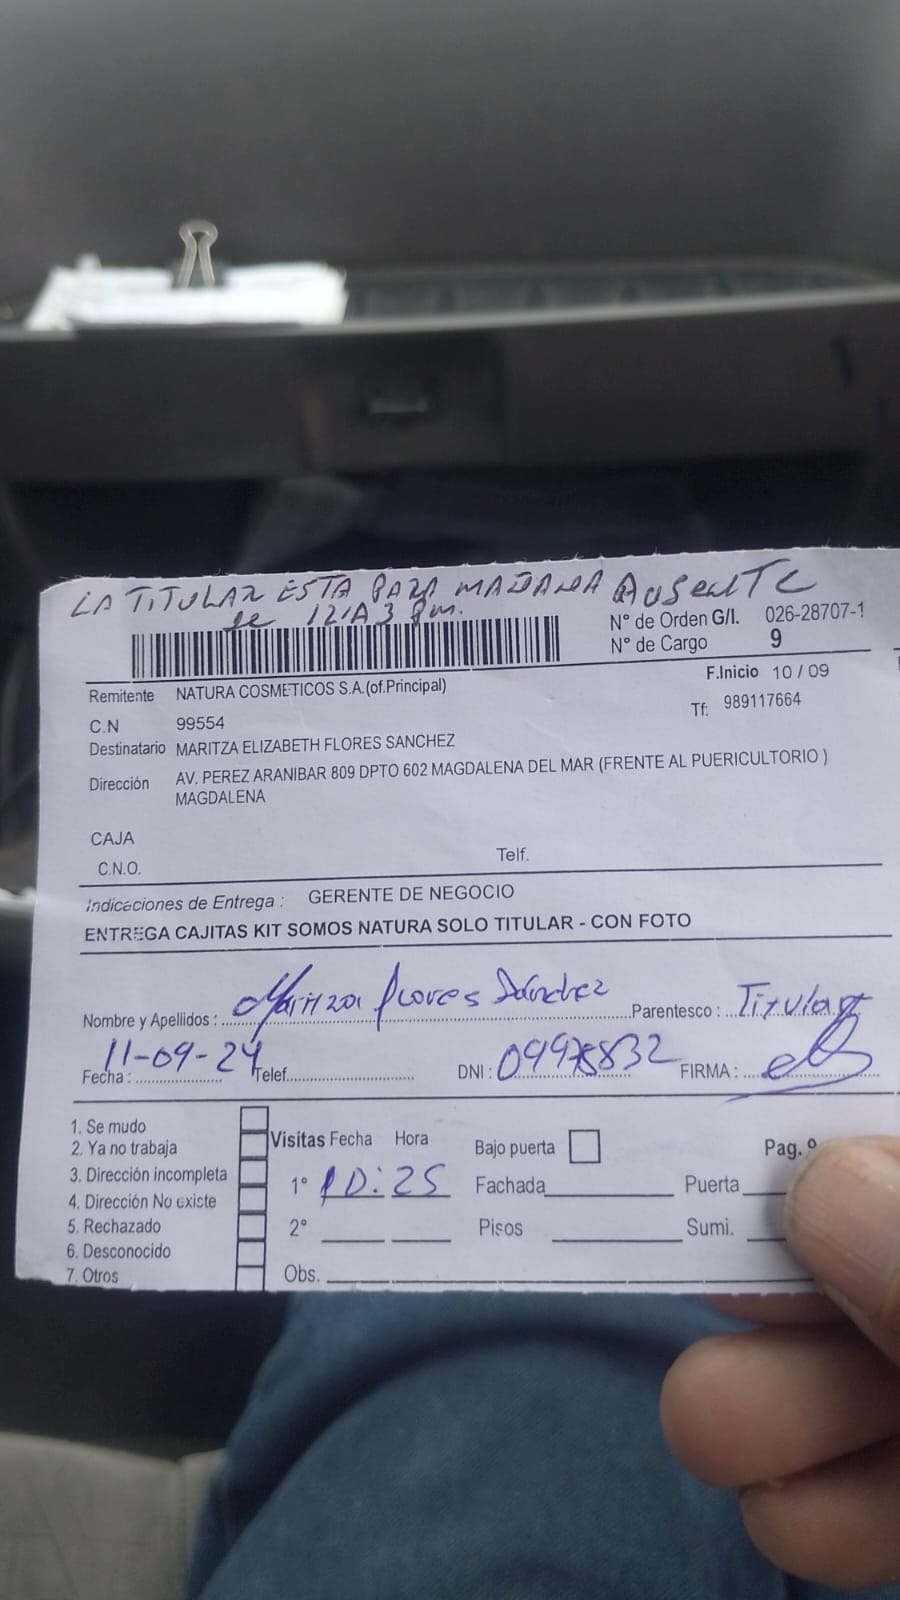 LA TITULAR ESTA PARA MAÑANA AUSENTE
de 12 A 3 pm.
N° de Orden G/I. 026-28707-1
N° de Cargo 9
Remitente NATURA COSMETICOS S.A.(of.Principal)
F.Inicio 10 / 09
C.N 99554
Tf: 989117664
Destinatario MARITZA ELIZABETH FLORES SANCHEZ
Dirección AV. PEREZ ARANIBAR 809 DPTO 602 MAGDALENA DEL MAR (FRENTE AL PUERICULTORIO )
MAGDALENA
CAJA
C.N.O. Telf.
Indicaciones de Entrega : GERENTE DE NEGOCIO
ENTREGA CAJITAS KIT SOMOS NATURA SOLO TITULAR - CON FOTO
Nombre y Apellidos : Maritza Flores Sánchez Parentesco : Titular
Fecha : 11-09-24 Telef. DNI : FIRMA :
1. Se mudo
2. Ya no trabaja
3. Dirección incompleta
4. Dirección No existe
5. Rechazado
6. Desconocido
7. Otros
Visitas Fecha Hora Bajo puerta Pag. 9
1° 10:25 Fachada Puerta
2° Pisos Sumi.
Obs.